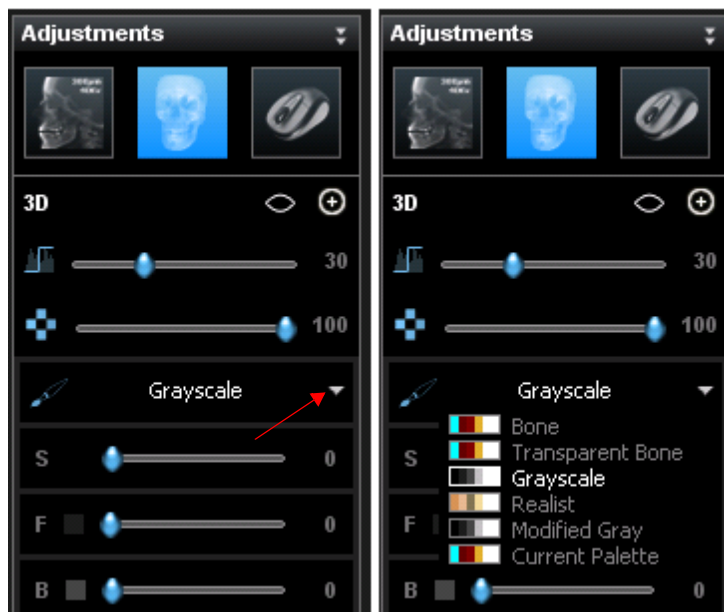 Adjustments
3D
30
100
Grayscale
S 0
F 0
B 0
Adjustments
3D
30
100
Grayscale
Bone
Transparent Bone
Grayscale
Realist
Modified Gray
Current Palette
S
F
B 0